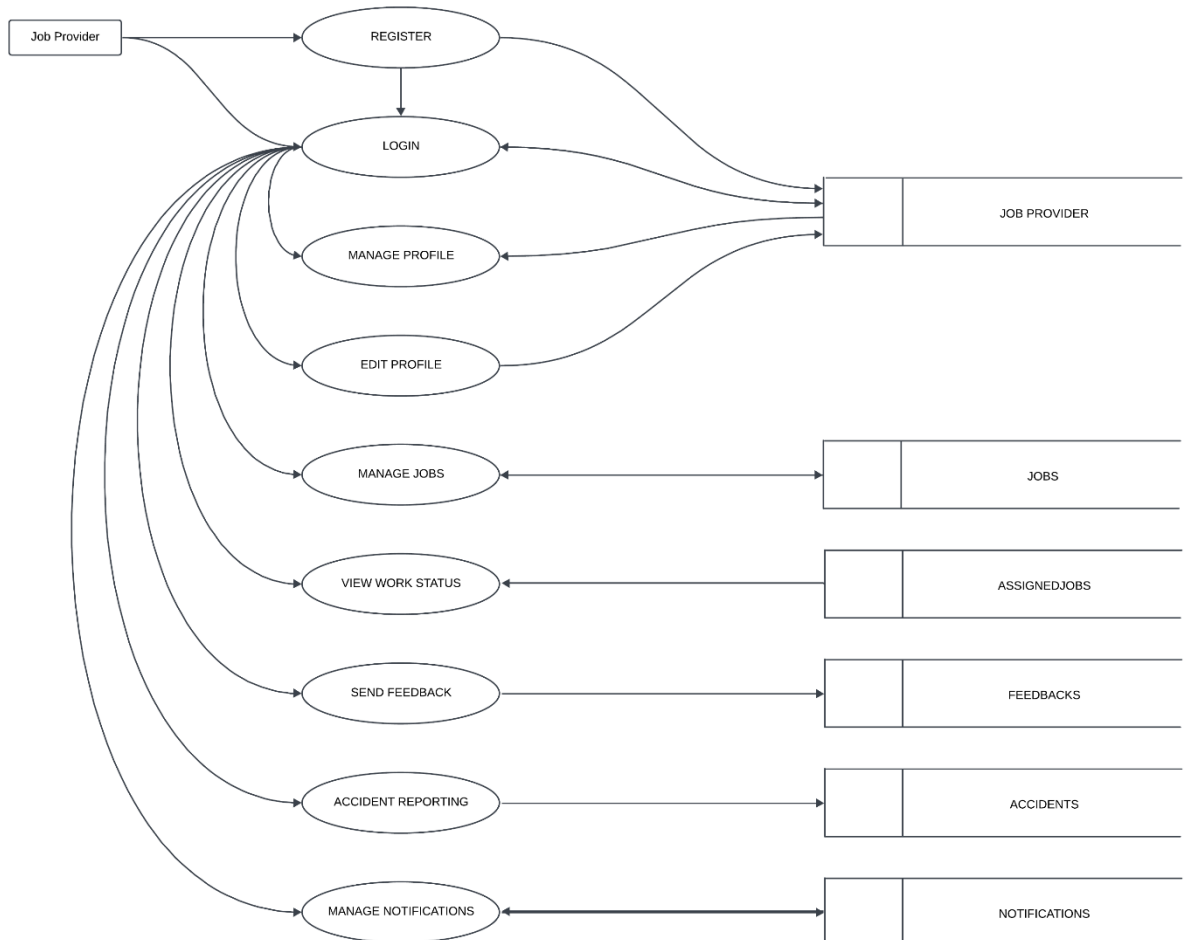 Job Provider
REGISTER
LOGIN
JOB PROVIDER
MANAGE PROFILE
EDIT PROFILE
MANAGE JOBS
JOBS
VIEW WORK STATUS
ASSIGNEDJOBS
SEND FEEDBACK
FEEDBACKS
ACCIDENT REPORTING
ACCIDENTS
MANAGE NOTIFICATIONS
NOTIFICATIONS